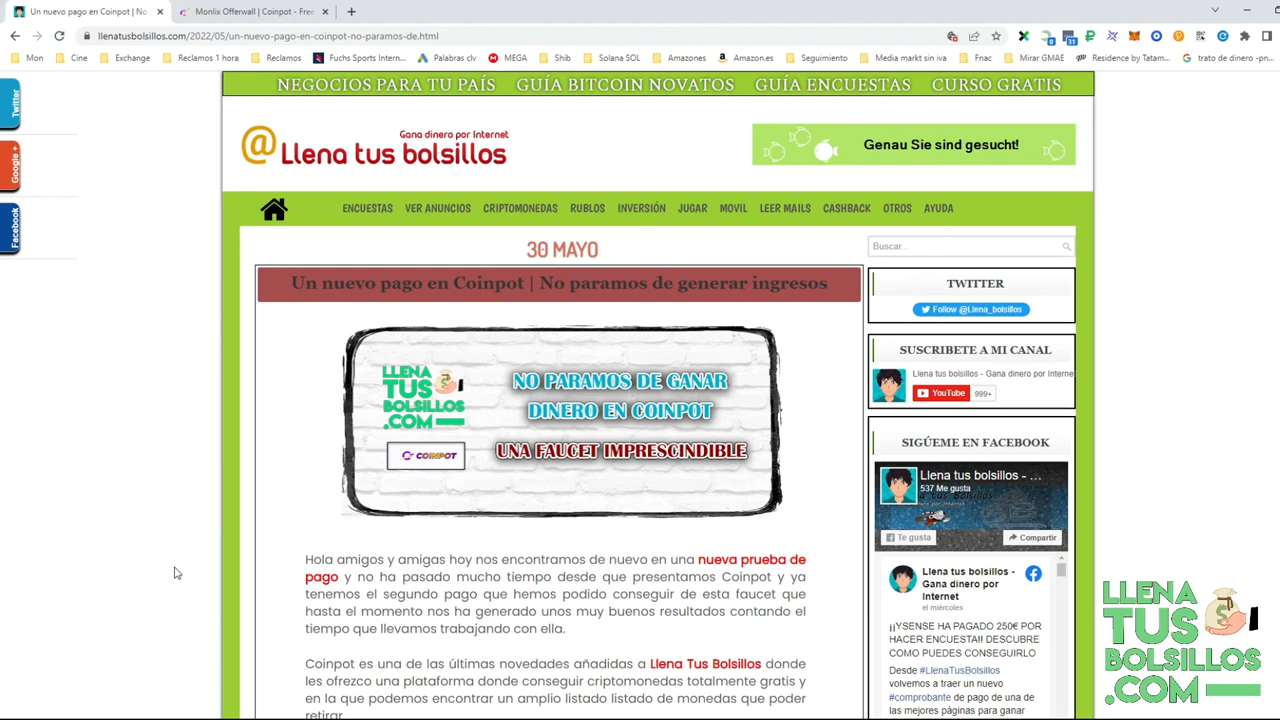 Un nuevo pago en Coinpot | No
Monlix Offerwall | Coinpot - Free
llenatusbolsillos.com/2022/05/un-nuevo-pago-en-coinpot-no-paramos-de.html
Mon
Cine
Exchange
Reclamos 1 hora
Reclamos
Fuchs Sports Intern...
Palabras clv
MEGA
Shib
Solana SOL
Amazones
Amazon.es
Seguimiento
Media markt sin iva
Fnac
Mirar GMAE
Residence by Tatam...
trato de dinero -pn...
Twitter
Google +
Facebook
NEGOCIOS PARA TU PAÍS GUÍA BITCOIN NOVATOS GUÍA ENCUESTAS CURSO GRATIS
Gana dinero por Internet
@Llena tus bolsillos
Genau Sie sind gesucht!
ENCUESTAS VER ANUNCIOS CRIPTOMONEDAS RUBLOS INVERSIÓN JUGAR MOVIL LEER MAILS CASHBACK OTROS AYUDA
30 MAYO
Buscar...
Un nuevo pago en Coinpot | No paramos de generar ingresos
LLENA
TUS
BOLSILLOS
.COM
COINPOT
NO PARAMOS DE GANAR
DINERO EN COINPOT
UNA FAUCET IMPRESCINDIBLE
Hola amigos y amigas hoy nos encontramos de nuevo en una nueva prueba de
pago y no ha pasado mucho tiempo desde que presentamos Coinpot y ya
tenemos el segundo pago que hemos podido conseguir de esta faucet que
hasta el momento nos ha generado unos muy buenos resultados contando el
tiempo que llevamos trabajando con ella.
Coinpot es una de las últimas novedades añadidas a Llena Tus Bolsillos donde
les ofrezco una plataforma donde conseguir criptomonedas totalmente gratis y
en la que podemos encontrar un amplio listado listado de monedas que poder
retirar
TWITTER
Follow @Llena_bolsillos
SUSCRIBETE A MI CANAL
Llena tus bolsillos - Gana dinero por Internet
YouTube 999+
SIGÚEME EN FACEBOOK
Llena tus bolsillos - ...
537 Me gusta
Te gusta
Compartir
Llena tus bolsillos -
Gana dinero por
Internet
el miércoles
¡¡YSENSE HA PAGADO 250€ POR
HACER ENCUESTA!! DESCUBRE
COMO PUEDES CONSEGUIRLO
Desde #LlenaTusBolsillos
volvemos a traer un nuevo
#comprobante de pago de una de
las mejores páginas para ganar
LLENA
TUS
BOLSILLOS
.COM